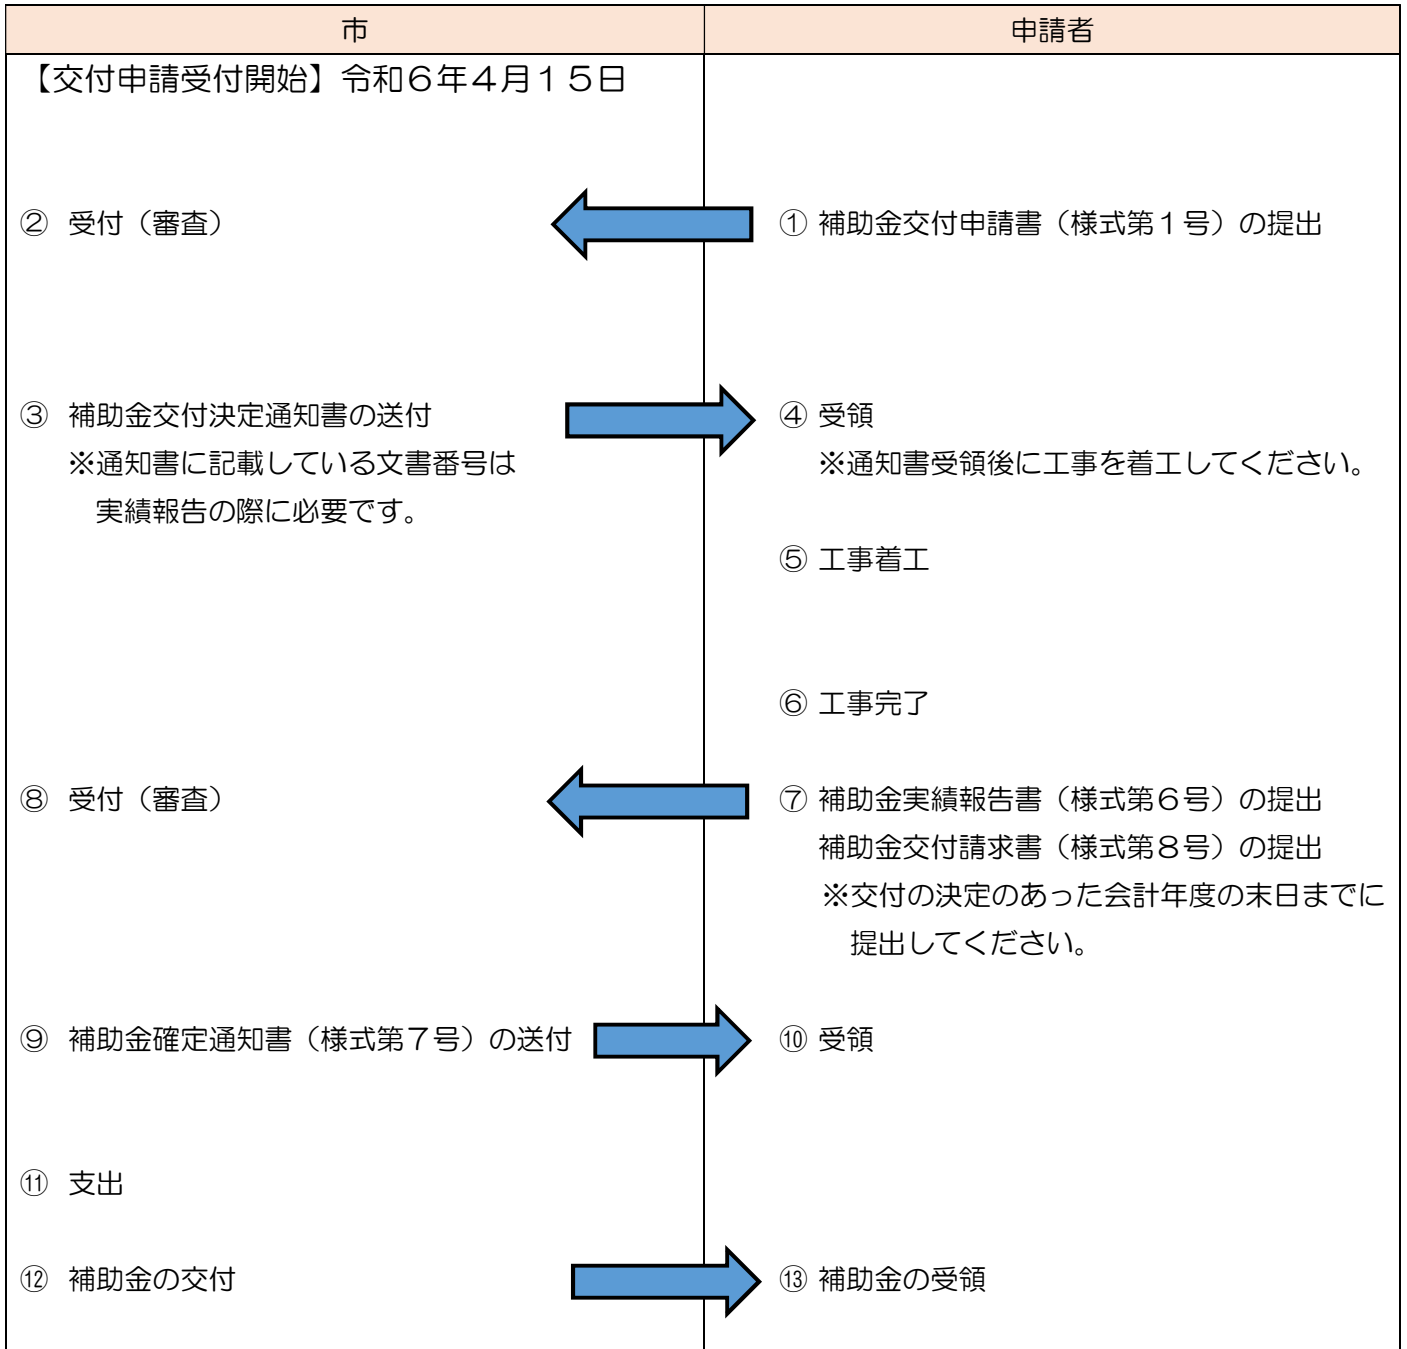 市
申請者
【交付申請受付開始】令和6年4月15日
② 受付（審査）
① 補助金交付申請書（様式第1号）の提出
③ 補助金交付決定通知書の送付
※通知書に記載している文書番号は
実績報告の際に必要です。
④ 受領
※通知書受領後に工事を着工してください。
⑤ 工事着工
⑥ 工事完了
⑧ 受付（審査）
⑦ 補助金実績報告書（様式第6号）の提出
補助金交付請求書（様式第8号）の提出
※交付の決定のあった会計年度の末日までに
提出してください。
⑨ 補助金確定通知書（様式第7号）の送付
⑩ 受領
⑪ 支出
⑫ 補助金の交付
⑬ 補助金の受領